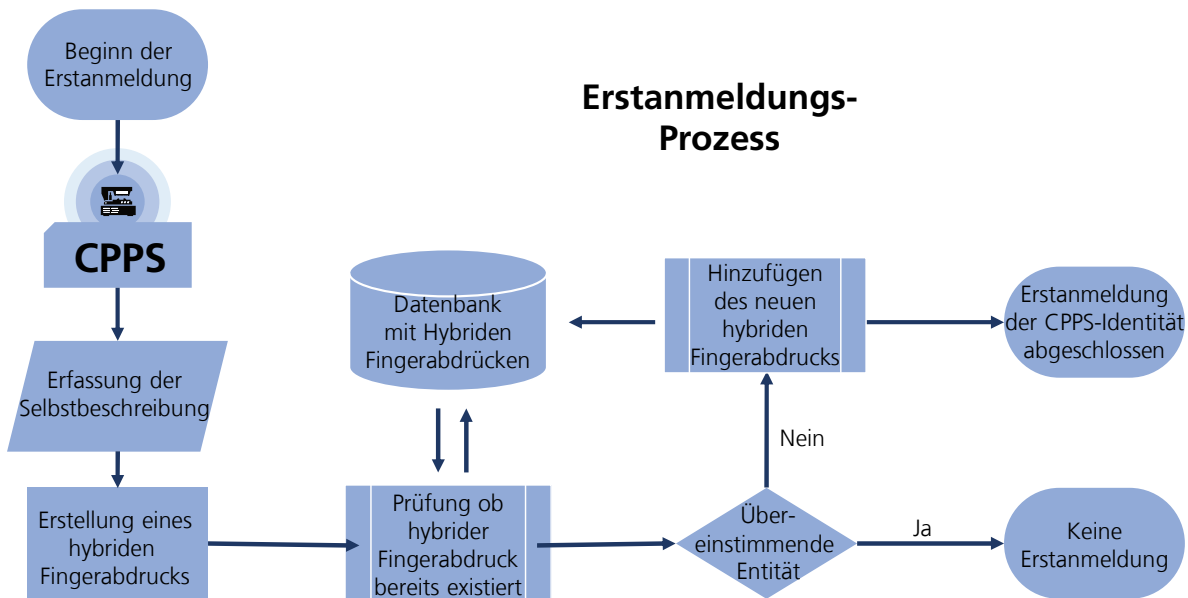 Beginn der
Erstanmeldung
Erstanmeldungs-
Prozess
CPPS
Erfassung der
Selbstbeschreibung
Erstellung eines
hybriden
Fingerabdrucks
Datenbank
mit Hybriden
Fingerabdrücken
Prüfung ob
hybrider
Fingerabdruck
bereits existiert
Hinzufügen
des neuen
hybriden
Fingerabdrucks
Erstanmeldung
der CPPS-Identität
abgeschlossen
Nein
Über-
einstimmende
Entität
Ja
Keine
Erstanmeldung